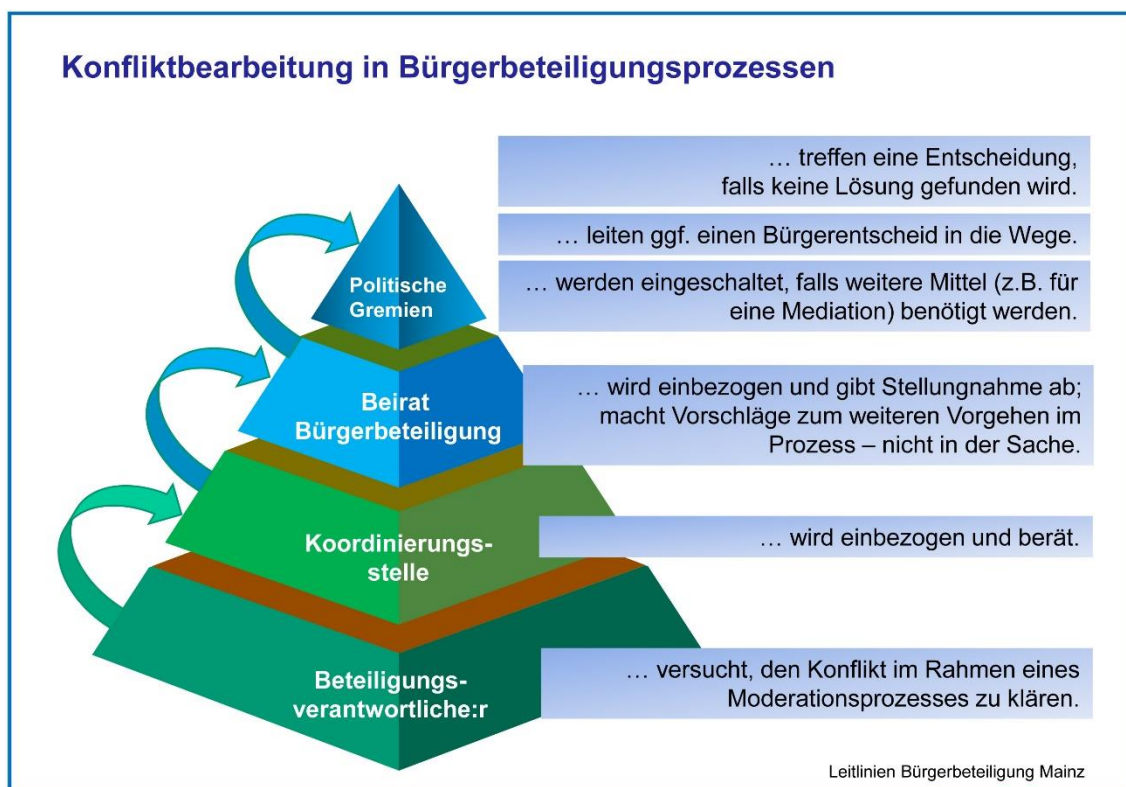 Konfliktbearbeitung in Bürgerbeteiligungsprozessen
… treffen eine Entscheidung,
falls keine Lösung gefunden wird.
… leiten ggf. einen Bürgerentscheid in die Wege.
Politische
Gremien
… werden eingeschaltet, falls weitere Mittel (z.B. für
eine Mediation) benötigt werden.
Beirat
Bürgerbeteiligung
… wird einbezogen und gibt Stellungnahme ab;
macht Vorschläge zum weiteren Vorgehen im
Prozess – nicht in der Sache.
Koordinierungs-
stelle
… wird einbezogen und berät.
Beteiligungs-
verantwortliche:r
… versucht, den Konflikt im Rahmen eines
Moderationsprozesses zu klären.
Leitlinien Bürgerbeteiligung Mainz